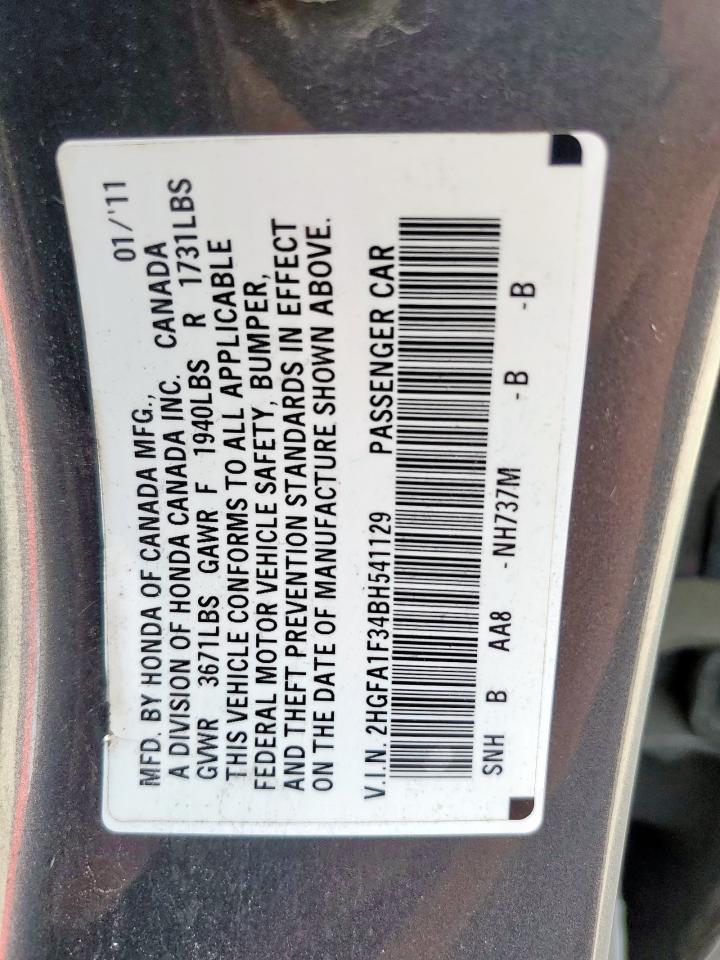 01/'11
MFD. BY HONDA OF CANADA MFG.,
A DIVISION OF HONDA CANADA INC. CANADA
GVWR 3671LBS GAWR F 1940LBS R 1731LBS
THIS VEHICLE CONFORMS TO ALL APPLICABLE
FEDERAL MOTOR VEHICLE SAFETY, BUMPER,
AND THEFT PREVENTION STANDARDS IN EFFECT
ON THE DATE OF MANUFACTURE SHOWN ABOVE.
V.I.N. 2HGFA1F34BH541129 PASSENGER CAR
SNH B AA8 -NH737M -B -B